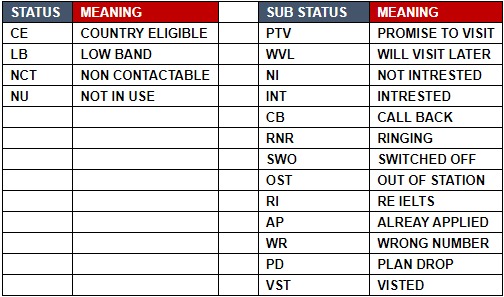 STATUS MEANING SUB STATUS MEANING
CE COUNTRY ELIGIBLE PTV PROMISE TO VISIT
LB LOW BAND WVL WILL VISIT LATER
NCT NON CONTACTABLE NI NOT INTRESTED
NU NOT IN USE INT INTRESTED
CB CALL BACK
RNR RINGING
SWO SWITCHED OFF
OST OUT OF STATION
RI RE IELTS
AP ALREAY APPLIED
WR WRONG NUMBER
PD PLAN DROP
VST VISTED